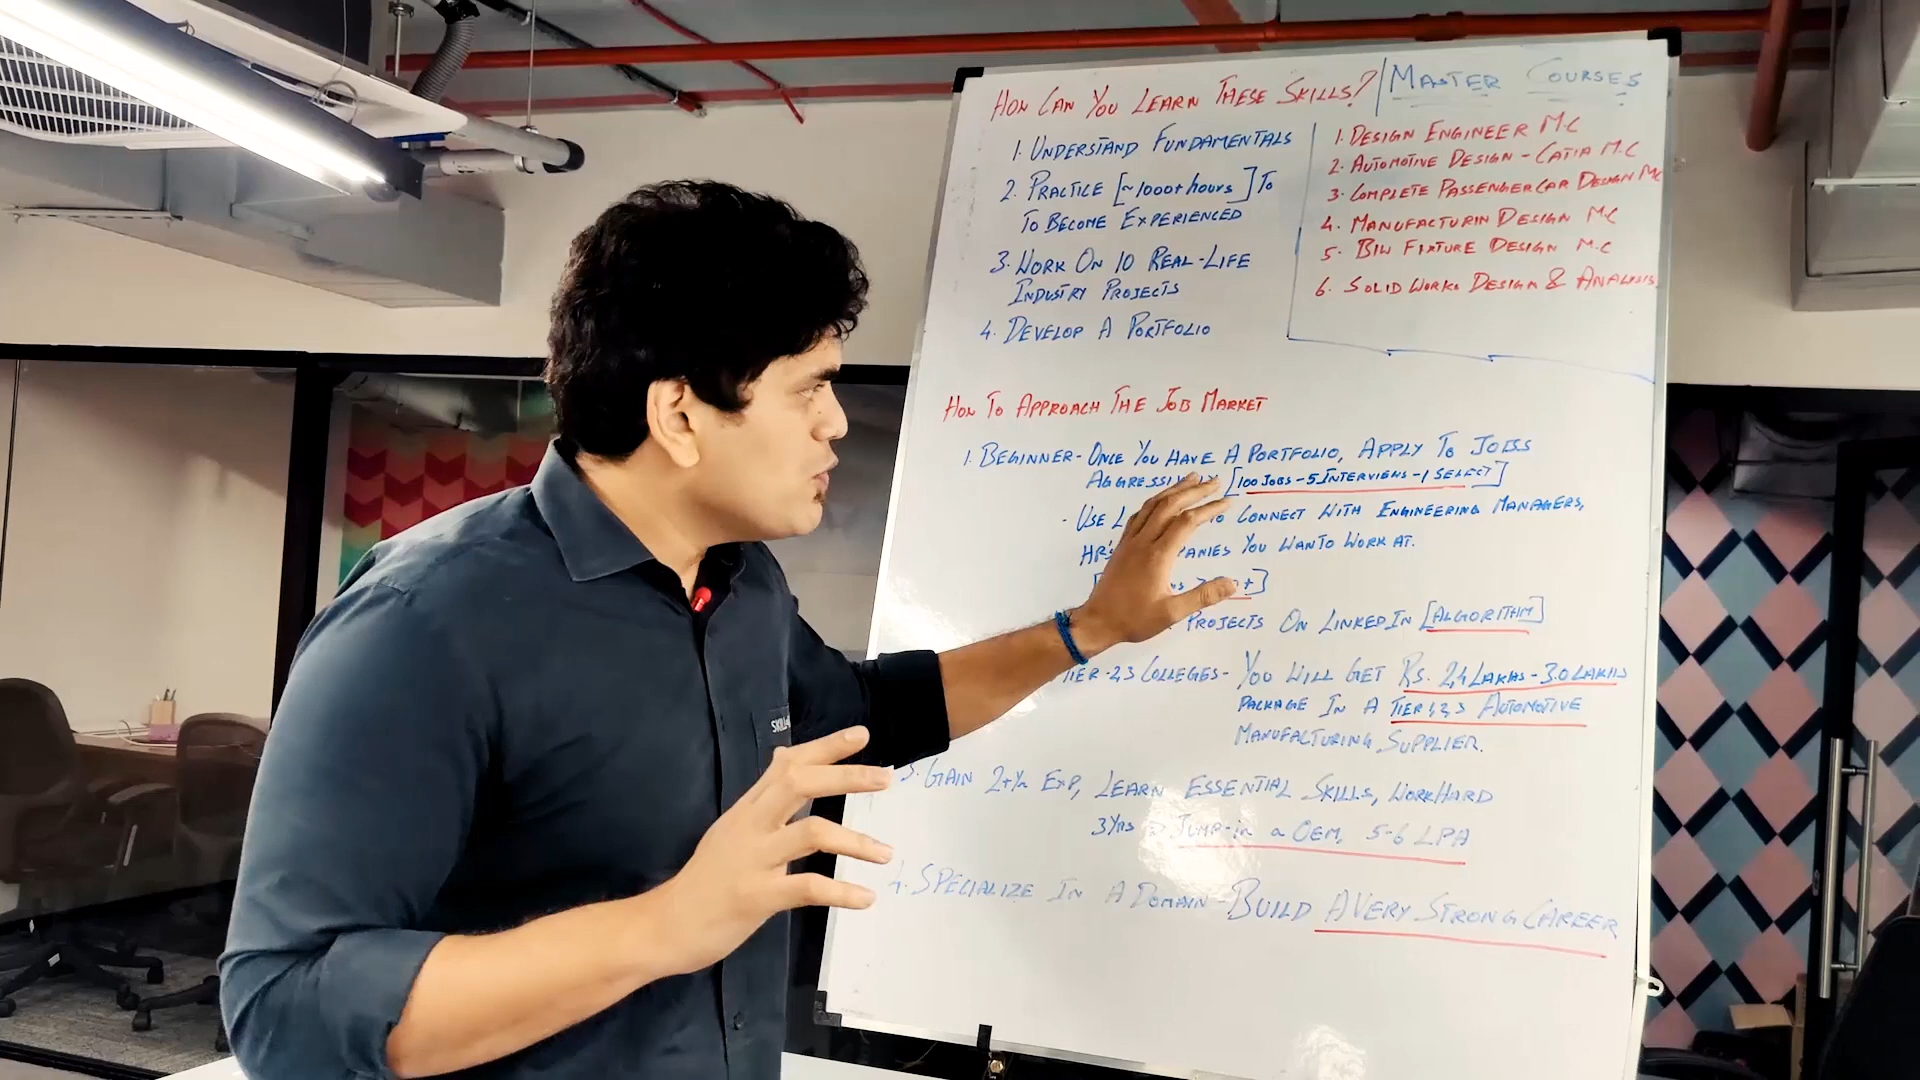 HOW CAN YOU LEARN THESE SKILLS?
1. UNDERSTAND FUNDAMENTALS
2. PRACTICE [~1000+ hours] TO
TO BECOME EXPERIENCED
3. WORK ON 10 REAL-LIFE
INDUSTRY PROJECTS
4. DEVELOP A PORTFOLIO
MASTER COURSES
1. DESIGN ENGINEER M.C
2. AUTOMOTIVE DESIGN - CATIA M.C
3. COMPLETE PASSENGER CAR DESIGN MC
4. MANUFACTURIN DESIGN M.C
5. BIW FIXTURE DESIGN M.C
6. SOLID WORKS DESIGN & ANALYSIS
HOW TO APPROACH THE JOB MARKET
1. BEGINNER - ONCE YOU HAVE A PORTFOLIO, APPLY TO JOBS
[100 JOBS - 5 INTERVIEWS - 1 SELECT]
- USE TO CONNECT WITH ENGINEERING MANAGERS,
HR'S YOU WANT TO WORK AT.
PROJECTS ON LINKEDIN [ALGORITHM]
TIER-2,3 COLLEGES - YOU WILL GET RS. 2.4 LAKHS - 3.0 LAKHS
PACKAGE IN A TIER 1,2,3 AUTOMOTIVE
MANUFACTURING SUPPLIER.
3. GAIN 2+Yr EXP, LEARN ESSENTIAL SKILLS, WORK HARD
3 Yrs JUMP-in a OEM, 5-6 LPA
4. SPECIALIZE IN A DOMAIN - BUILD A VERY STRONG CAREER